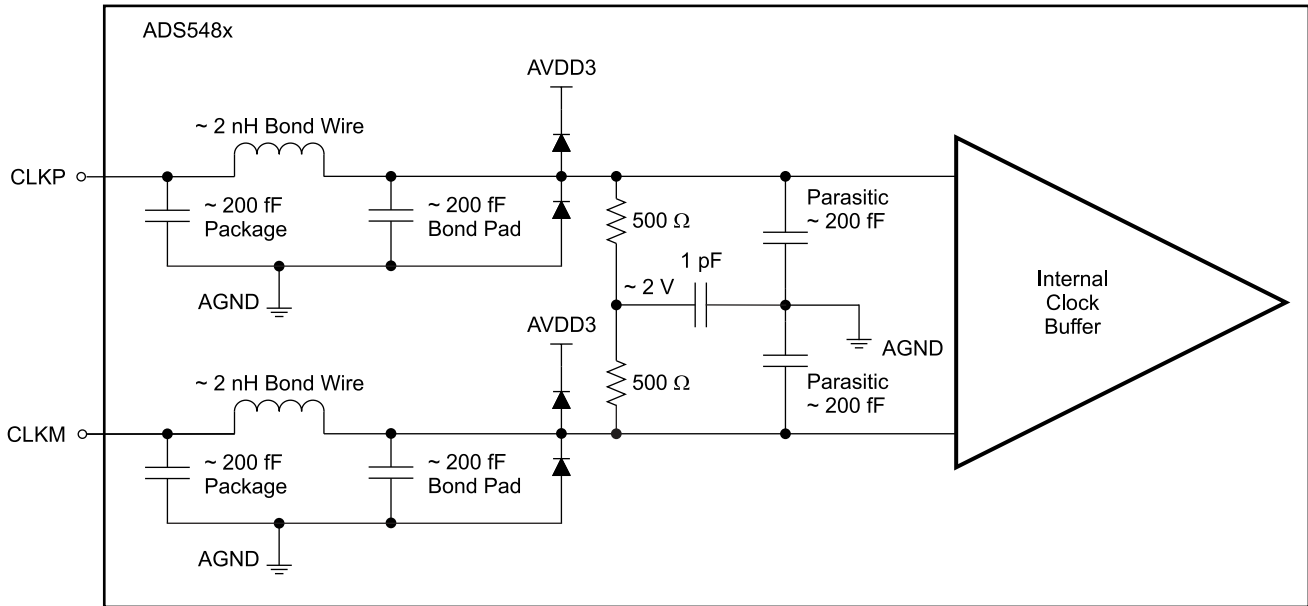 ADS548x
AVDD3
~ 2 nH Bond Wire
CLKP
~ 200 fF
Package
~ 200 fF
Bond Pad
500 Ω
Parasitic
~ 200 fF
1 pF
~ 2 V
AGND
AVDD3
AGND
Internal
Clock
Buffer
~ 2 nH Bond Wire
500 Ω
Parasitic
~ 200 fF
CLKM
~ 200 fF
Package
~ 200 fF
Bond Pad
AGND